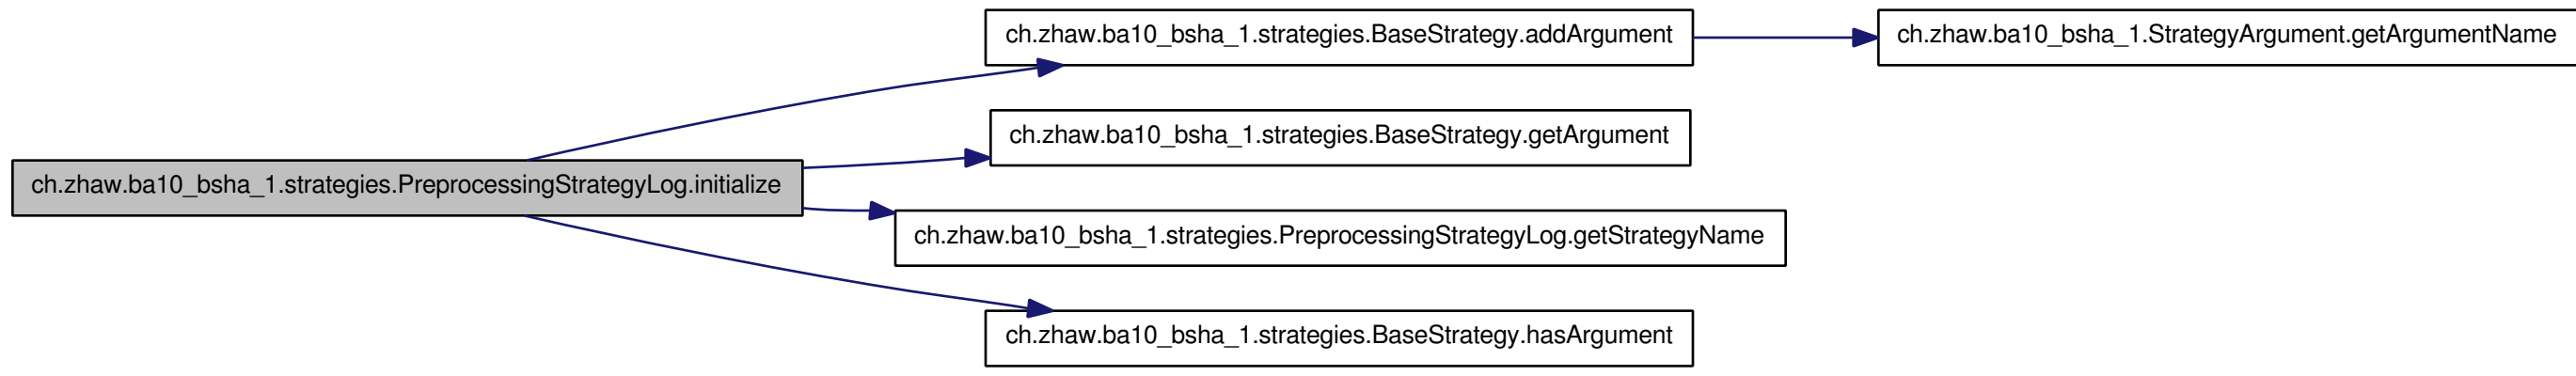 ch.zhaw.ba10_bsha_1.strategies.BaseStrategy.addArgument
ch.zhaw.ba10_bsha_1.StrategyArgument.getArgumentName
ch.zhaw.ba10_bsha_1.strategies.BaseStrategy.getArgument
ch.zhaw.ba10_bsha_1.strategies.PreprocessingStrategyLog.initialize
ch.zhaw.ba10_bsha_1.strategies.PreprocessingStrategyLog.getStrategyName
ch.zhaw.ba10_bsha_1.strategies.BaseStrategy.hasArgument